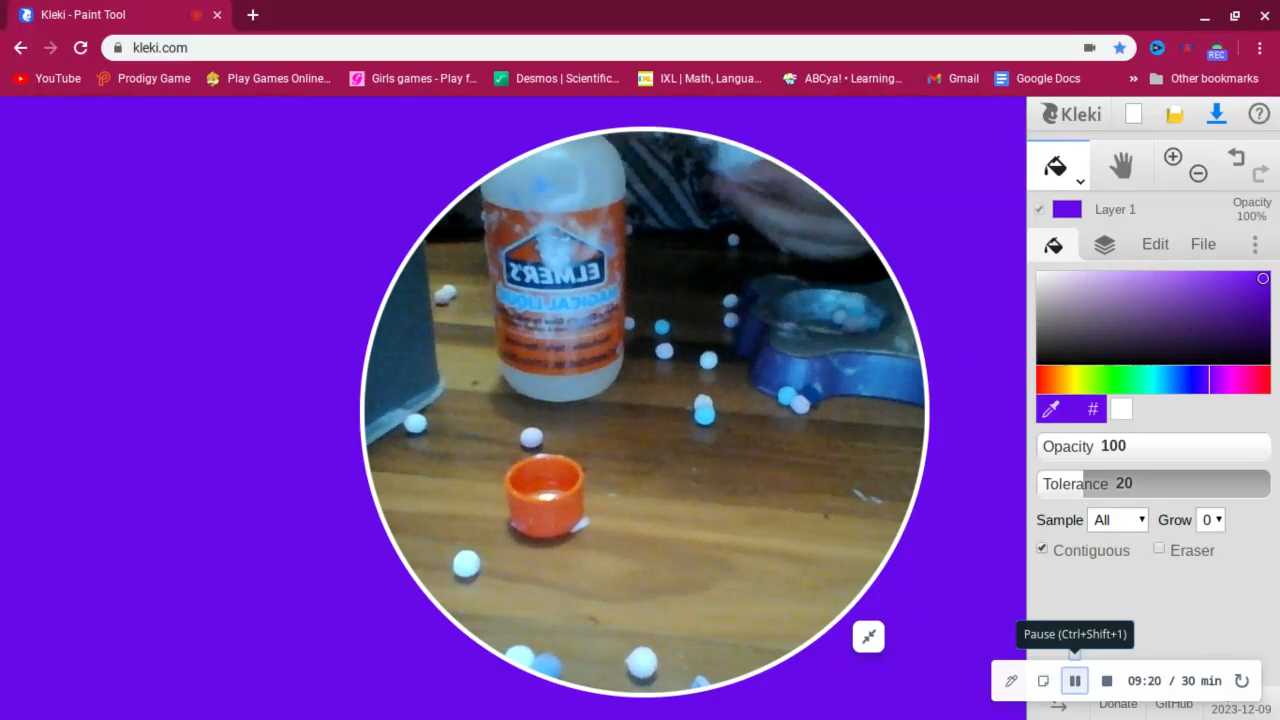 Kleki - Paint Tool
kleki.com
REC
YouTube
Prodigy Game
Play Games Online...
Girls games - Play f...
Desmos | Scientific...
IXL | Math, Langua...
ABCya! • Learning...
Gmail
Google Docs
»
Other bookmarks
Kleki
Layer 1
Opacity
100%
Edit
File
#
Opacity 100
Tolerance 20
Sample All
Grow 0
Contiguous
Eraser
ELMER'S
MAGICAL LIQUID
Pause (Ctrl+Shift+1)
09:20 / 30 min
Donate
GitHub
2023-12-09